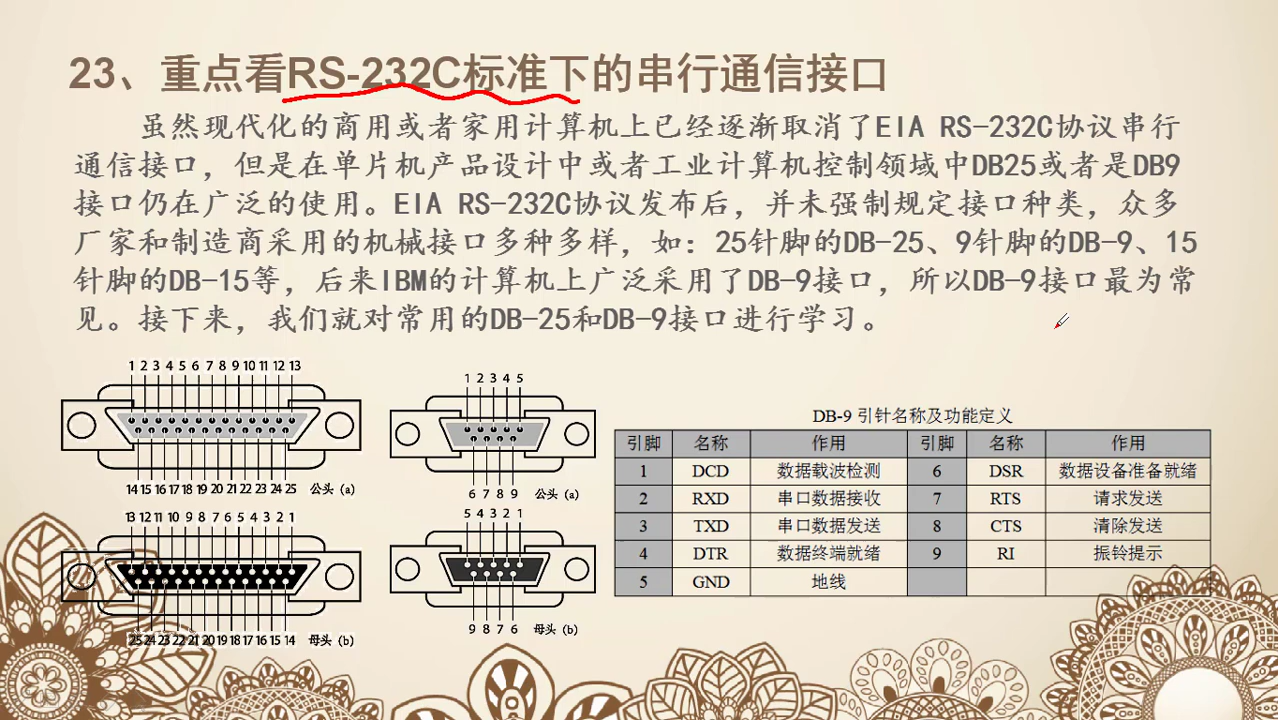 23、重点看RS-232C标准下的串行通信接口
虽然现代化的商用或者家用计算机上已经逐渐取消了EIA RS-232C协议串行
通信接口，但是在单片机产品设计中或者工业计算机控制领域中DB25或者是DB9
接口仍在广泛的使用。EIA RS-232C协议发布后，并未强制规定接口种类，众多
厂家和制造商采用的机械接口多种多样，如：25针脚的DB-25、9针脚的DB-9、15
针脚的DB-15等，后来IBM的计算机上广泛采用了DB-9接口，所以DB-9接口最为常
见。接下来，我们就对常用的DB-25和DB-9接口进行学习。
1 2 3 4 5 6 7 8 9 10 11 12 13
14 15 16 17 18 19 20 21 22 23 24 25 公头（a）
13 12 11 10 9 8 7 6 5 4 3 2 1
25 24 23 22 21 20 19 18 17 16 15 14 母头（b）
1 2 3 4 5
6 7 8 9 公头（a）
5 4 3 2 1
9 8 7 6 母头（b）
DB-9 引针名称及功能定义
引脚 名称 作用 引脚 名称 作用
1 DCD 数据载波检测 6 DSR 数据设备准备就绪
2 RXD 串口数据接收 7 RTS 请求发送
3 TXD 串口数据发送 8 CTS 清除发送
4 DTR 数据终端就绪 9 RI 振铃提示
5 GND 地线